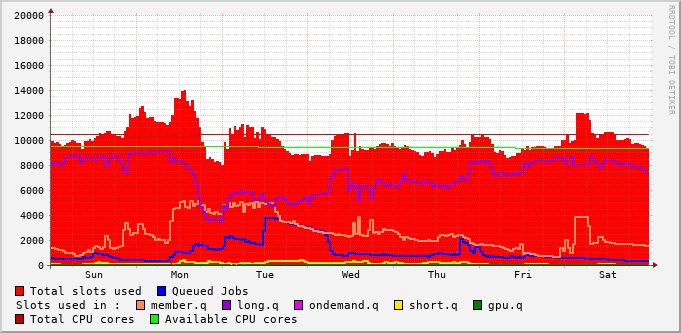 20000
18000
16000
14000
12000
10000
8000
6000
4000
2000
0
Sun Mon Tue Wed Thu Fri Sat
RRDTOOL / TOBI OETIKER
Total slots used Queued Jobs
Slots used in : member.q long.q ondemand.q short.q gpu.q
Total CPU cores Available CPU cores